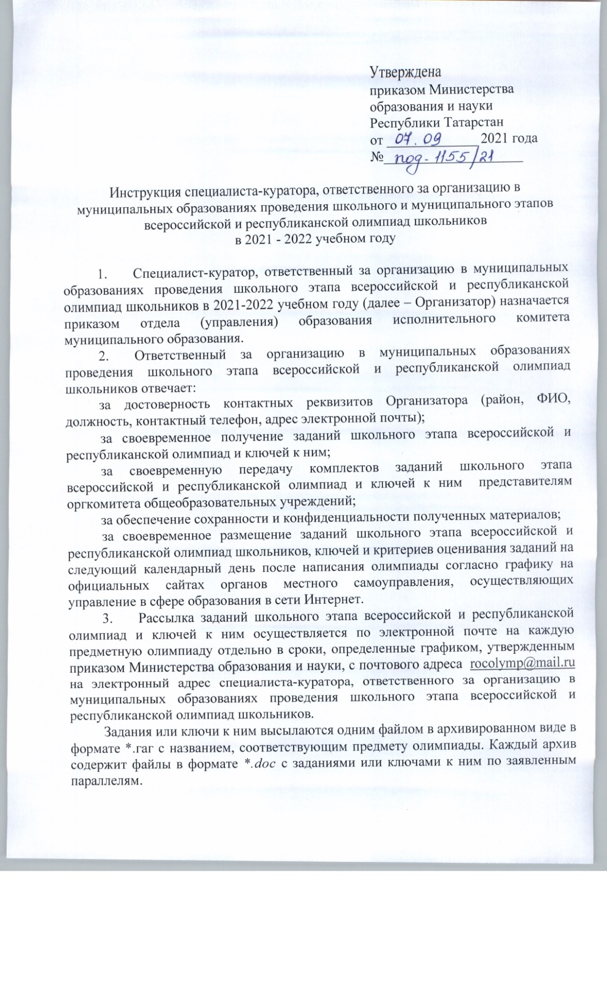 Утверждена
приказом Министерства
образования и науки
Республики Татарстан
от 07.09 2021 года
№ под-1155/21
Инструкция специалиста-куратора, ответственного за организацию в
муниципальных образованиях проведения школьного и муниципального этапов
всероссийской и республиканской олимпиад школьников
в 2021 - 2022 учебном году
1. Специалист-куратор, ответственный за организацию в муниципальных
образованиях проведения школьного этапа всероссийской и республиканской
олимпиад школьников в 2021-2022 учебном году (далее – Организатор) назначается
приказом отдела (управления) образования исполнительного комитета
муниципального образования.
2. Ответственный за организацию в муниципальных образованиях
проведения школьного этапа всероссийской и республиканской олимпиад
школьников отвечает:
за достоверность контактных реквизитов Организатора (район, ФИО,
должность, контактный телефон, адрес электронной почты);
за своевременное получение заданий школьного этапа всероссийской и
республиканской олимпиад и ключей к ним;
за своевременную передачу комплектов заданий школьного этапа
всероссийской и республиканской олимпиад и ключей к ним представителям
оргкомитета общеобразовательных учреждений;
за обеспечение сохранности и конфиденциальности полученных материалов;
за своевременное размещение заданий школьного этапа всероссийской и
республиканской олимпиад школьников, ключей и критериев оценивания заданий на
следующий календарный день после написания олимпиады согласно графику на
официальных сайтах органов местного самоуправления, осуществляющих
управление в сфере образования в сети Интернет.
3. Рассылка заданий школьного этапа всероссийской и республиканской
олимпиад и ключей к ним осуществляется по электронной почте на каждую
предметную олимпиаду отдельно в сроки, определенные графиком, утвержденным
приказом Министерства образования и науки, с почтового адреса rocolymp@mail.ru
на электронный адрес специалиста-куратора, ответственного за организацию в
муниципальных образованиях проведения школьного этапа всероссийской и
республиканской олимпиад школьников.
Задания или ключи к ним высылаются одним файлом в архивированном виде в
формате *.гаг с названием, соответствующим предмету олимпиады. Каждый архив
содержит файлы в формате *.doc с заданиями или ключами к ним по заявленным
параллелям.